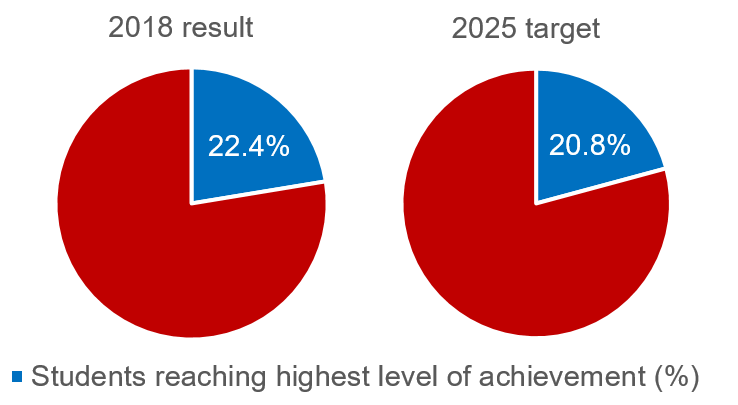 2018 result
2025 target
22.4%
20.8%
Students reaching highest level of achievement (%)